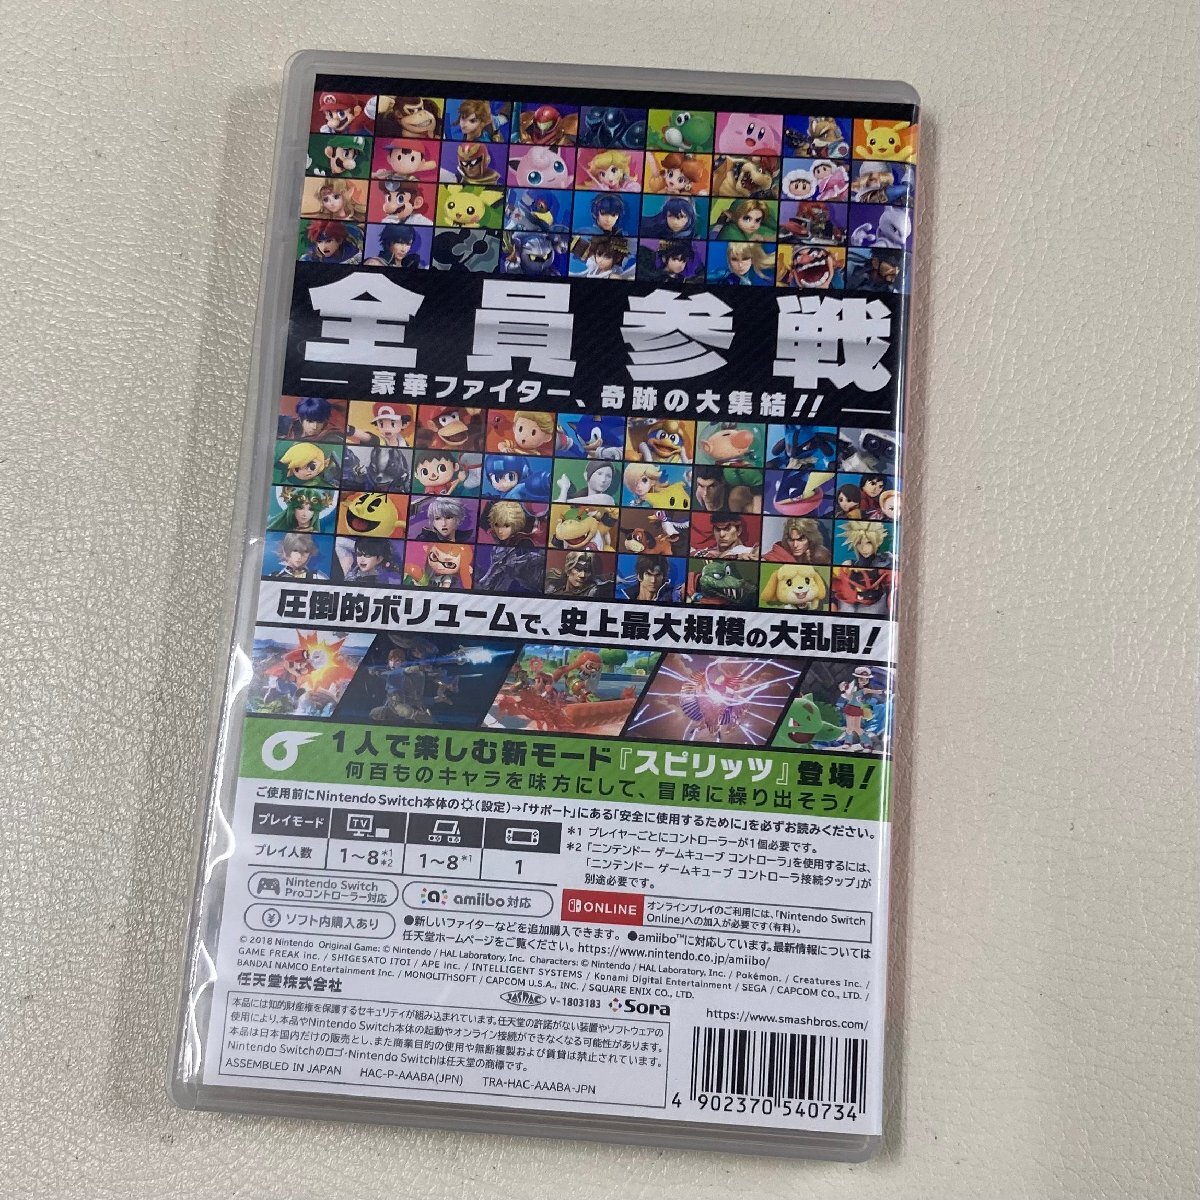 全員参戦
豪華ファイター、奇跡の大集結!!
圧倒的ボリュームで、史上最大規模の大乱闘!
1人で楽しむ新モード『スピリッツ』登場!
何百ものキャラを味方にして、冒険に繰り出そう!
ご使用前にNintendo Switch本体の(設定)→「サポート」にある「安全に使用するために」を必ずお読みください。
プレイモード TV
プレイ人数 1~8 *1 *2 1~8 *1 1
*1 プレイヤーごとにコントローラーが1個必要です。
*2 「ニンテンドー ゲームキューブ コントローラ」を使用するには、
「ニンテンドー ゲームキューブ コントローラ接続タップ」が
別途必要です。
Nintendo Switch
Proコントローラー対応
amiibo 対応
ONLINE
オンラインプレイのご利用には、「Nintendo Switch
Online」への加入が必要です(有料)。
ソフト内購入あり
●新しいファイターなどを追加購入できます。 ●amiibo™に対応しています。最新情報については
任天堂ホームページをご覧ください。https://www.nintendo.co.jp/amiibo/
© 2018 Nintendo Original Game: © Nintendo / HAL Laboratory, Inc. Characters: © Nintendo / HAL Laboratory, Inc. / Pokémon. / Creatures Inc. /
GAME FREAK inc. / SHIGESATO ITOI / APE inc. / INTELLIGENT SYSTEMS / Konami Digital Entertainment / SEGA / CAPCOM CO., LTD. /
BANDAI NAMCO Entertainment Inc. / MONOLITHSOFT / CAPCOM U.S.A., INC. / SQUARE ENIX CO., LTD.
任天堂株式会社
JASRAC V-1803183 Sora
https://www.smashbros.com/
本品には知的財産権を保護するセキュリティが組み込まれています。任天堂の許諾がない装置やソフトウェアの
使用により、本品やNintendo Switch本体の起動やオンライン接続ができなくなる可能性があります。
本品は日本国内だけの販売とし、また商業目的の使用や無断複製および賃貸は禁止されています。
Nintendo Switchのロゴ・Nintendo Switchは任天堂の商標です。
ASSEMBLED IN JAPAN HAC-P-AAABA(JPN) TRA-HAC-AAABA-JPN
4 902370 540734